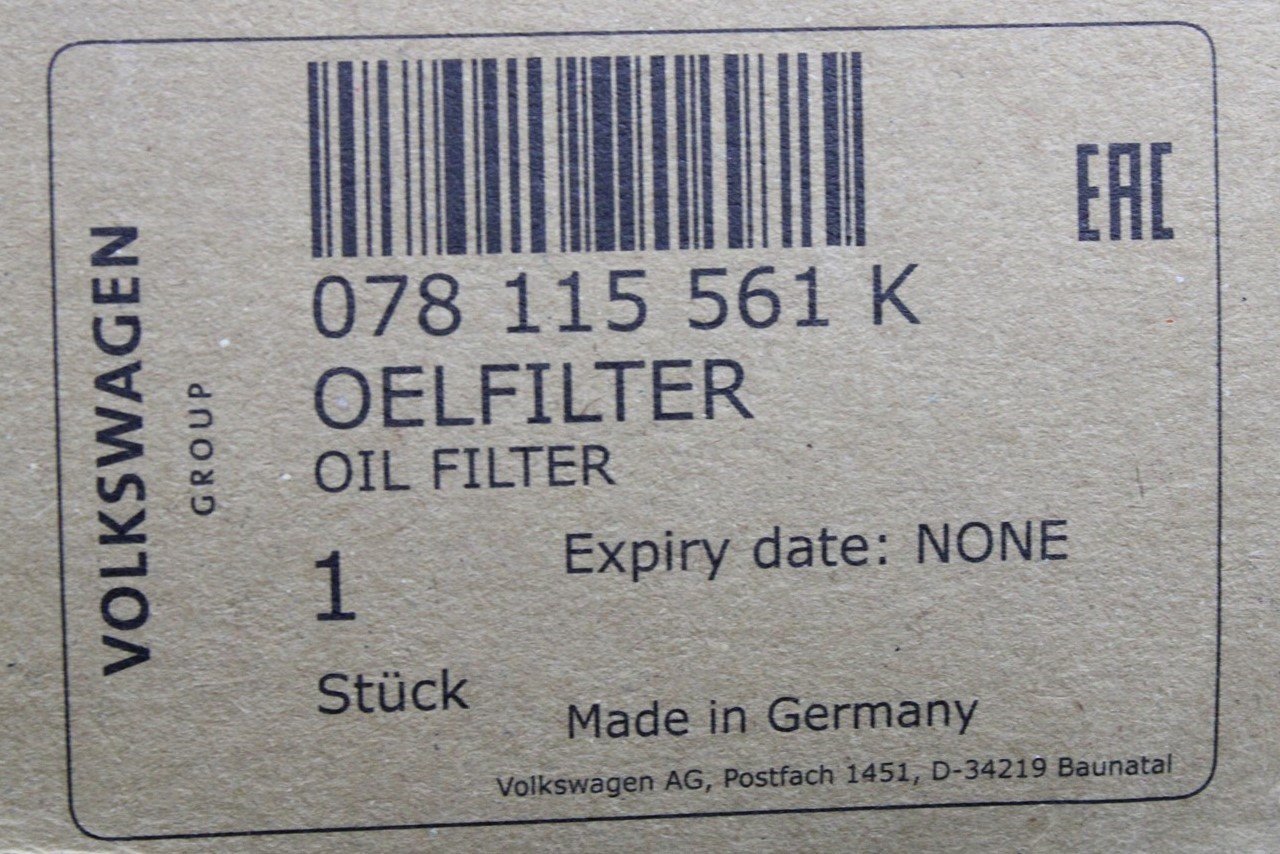 VOLKSWAGEN
GROUP
EAC
078 115 561 K
OELFILTER
OIL FILTER
1
Expiry date: NONE
Stück
Made in Germany
Volkswagen AG, Postfach 1451, D-34219 Baunatal